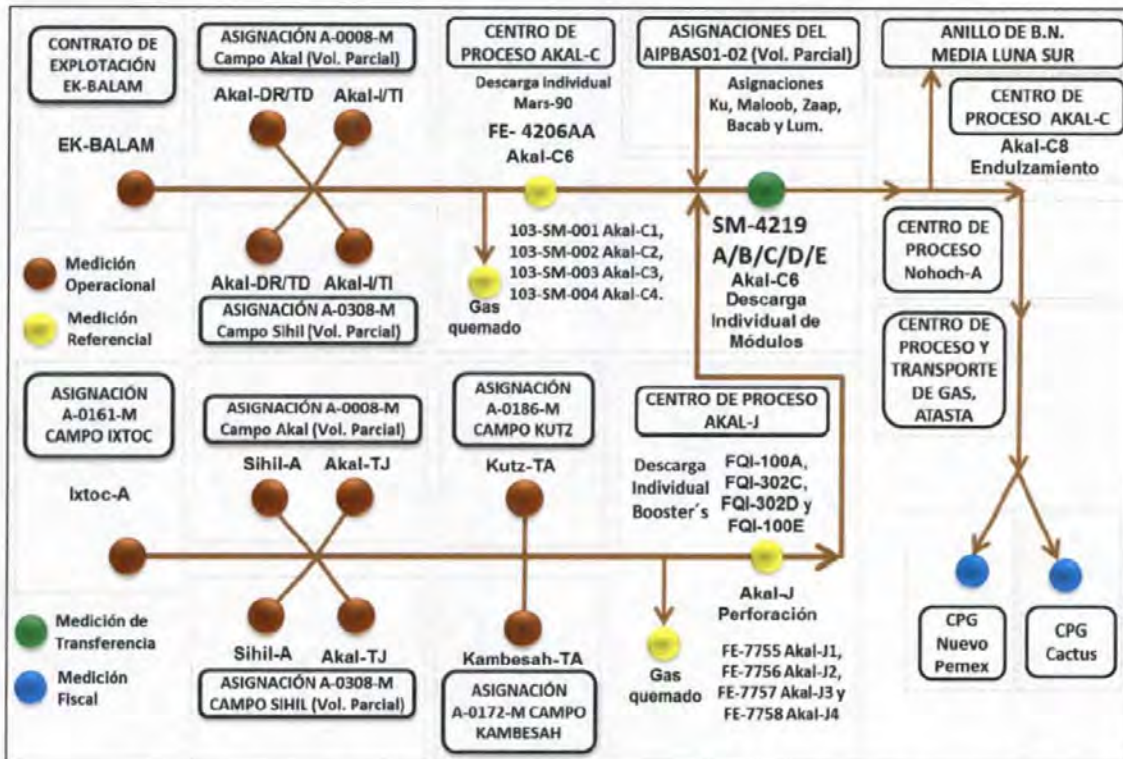 CONTRATO DE
EXPLOTACIÓN
EK-BALAM
ASIGNACIÓN A-0008-M
Campo Akal (Vol. Parcial)
CENTRO DE
PROCESO AKAL-C
ASIGNACIONES DEL
AIPBAS01-02 (Vol. Parcial)
ANILLO DE B.N.
MEDIA LUNA SUR
Akal-DR/TD
Akal-I/TI
Descarga Individual
Mars-90
FE- 4206AA
Akal-C6
Asignaciones
Ku, Maloob, Zaap,
Bacab y Lum.
CENTRO DE
PROCESO AKAL-C
Akal-C8
Endulzamiento
EK-BALAM
Medición
Operacional
Medición
Referencial
Akal-DR/TD
Akal-I/TI
ASIGNACIÓN A-0308-M
Campo Sihil (Vol. Parcial)
Gas
quemado
103-SM-001 Akal-C1,
103-SM-002 Akal-C2,
103-SM-003 Akal-C3,
103-SM-004 Akal-C4.
SM-4219
A/B/C/D/E
Akal-C6
Descarga
Individual de
Módulos
CENTRO DE
PROCESO
Nohoch-A
CENTRO DE
PROCESO Y
TRANSPORTE
DE GAS,
ATASTA
ASIGNACIÓN
A-0161-M
CAMPO IXTOC
ASIGNACIÓN A-0008-M
Campo Akal (Vol. Parcial)
ASIGNACIÓN
A-0186-M
CAMPO KUTZ
CENTRO DE PROCESO
AKAL-J
Ixtoc-A
Sihil-A
Akal-TJ
Kutz-TA
Descarga
Individual
Booster´s
FQI-100A,
FQI-302C,
FQI-302D y
FQI-100E
Medición de
Transferencia
Medición
Fiscal
Sihil-A
Akal-TJ
ASIGNACIÓN A-0308-M
CAMPO SIHIL (Vol. Parcial)
Kambesah-TA
ASIGNACIÓN
A-0172-M CAMPO
KAMBESAH
Gas
quemado
Akal-J
Perforación
FE-7755 Akal-J1,
FE-7756 Akal-J2,
FE-7757 Akal-J3 y
FE-7758 Akal-J4
CPG
Nuevo
Pemex
CPG
Cactus